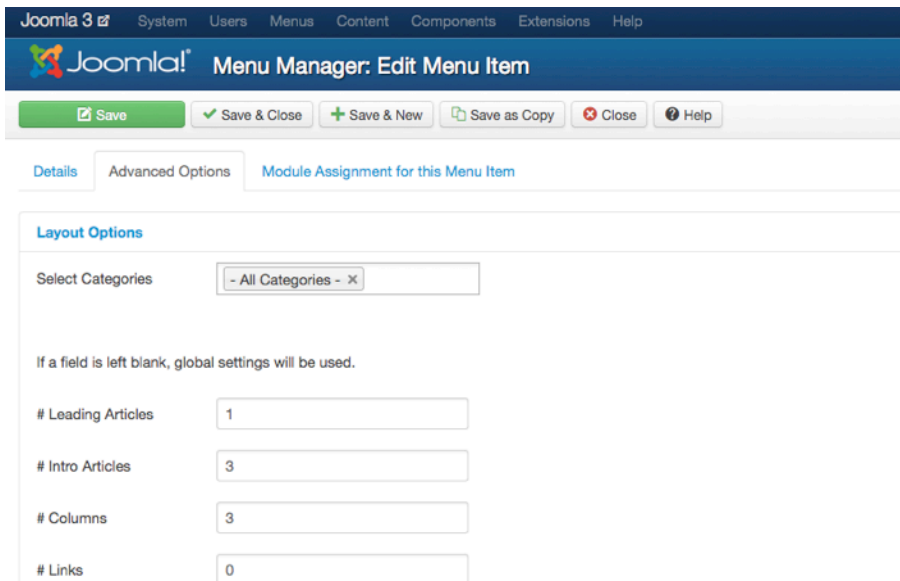 Joomla 3 System Users Menus Content Components Extensions Help
Joomla!® Menu Manager: Edit Menu Item
Save Save & Close Save & New Save as Copy Close Help
Details Advanced Options Module Assignment for this Menu Item
Layout Options
Select Categories - All Categories - ×
If a field is left blank, global settings will be used.
# Leading Articles 1
# Intro Articles 3
# Columns 3
# Links 0